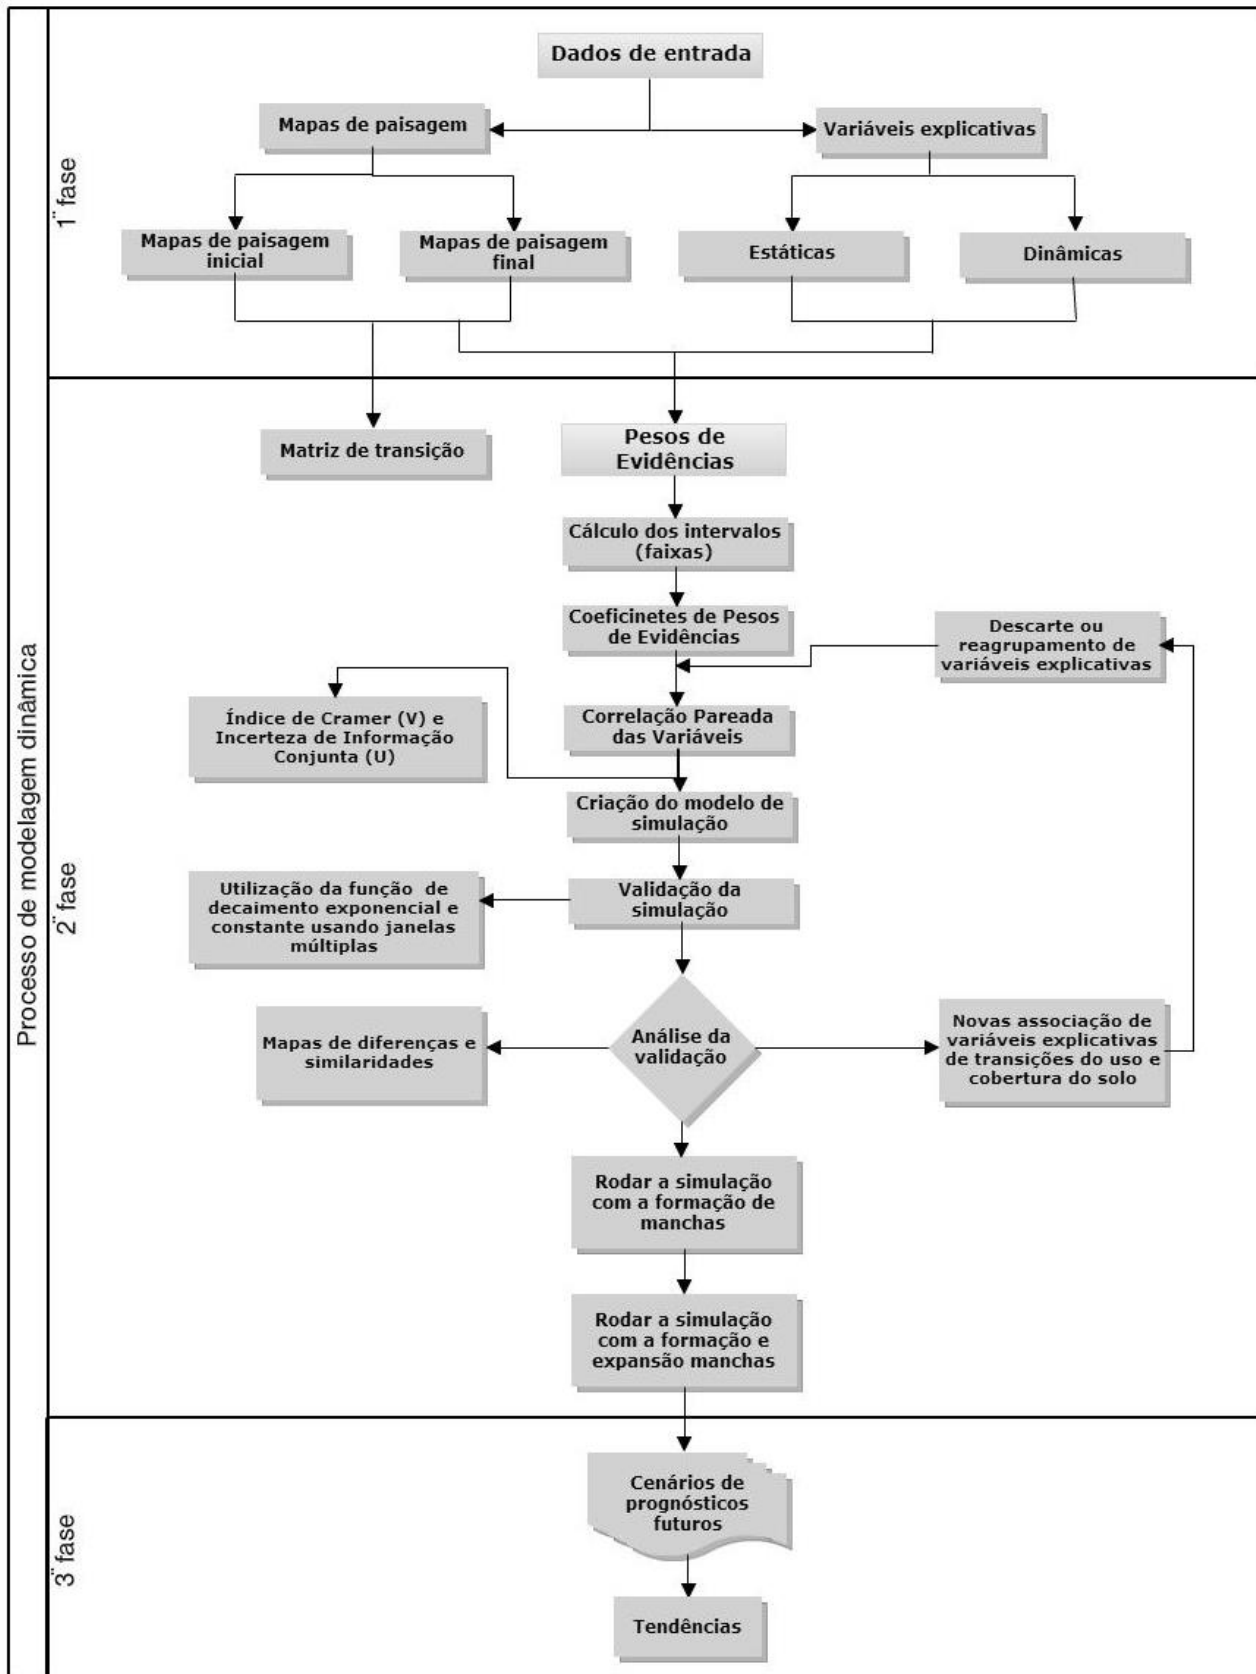 Processo de modelagem dinâmica
1ª fase
Dados de entrada
Mapas de paisagem
Variáveis explicativas
Mapas de paisagem
inicial
Mapas de paisagem
final
Estáticas
Dinâmicas
2ª fase
Matriz de transição
Pesos de
Evidências
Cálculo dos intervalos
(faixas)
Coeficinetes de Pesos
de Evidências
Descarte ou
reagrupamento de
variáveis explicativas
Índice de Cramer (V) e
Incerteza de Informação
Conjunta (U)
Correlação Pareada
das Variáveis
Criação do modelo de
simulação
Utilização da função de
decaimento exponencial e
constante usando janelas
múltiplas
Validação da
simulação
Mapas de diferenças e
similaridades
Análise da
validação
Novas associação de
variáveis explicativas
de transições do uso e
cobertura do solo
Rodar a simulação
com a formação de
manchas
Rodar a simulação
com a formação e
expansão manchas
3ª fase
Cenários de
prognósticos
futuros
Tendências